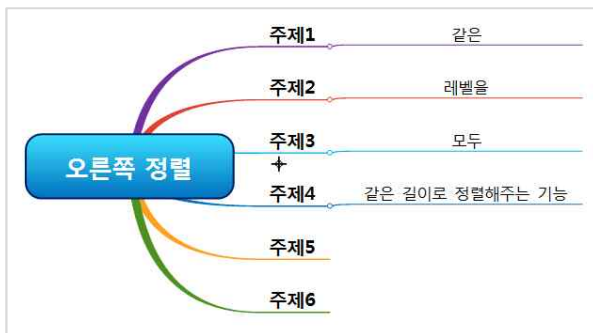 오른쪽 정렬
주제1
같은
주제2
레벨을
주제3
모두
주제4
같은 길이로 정렬해주는 기능
주제5
주제6